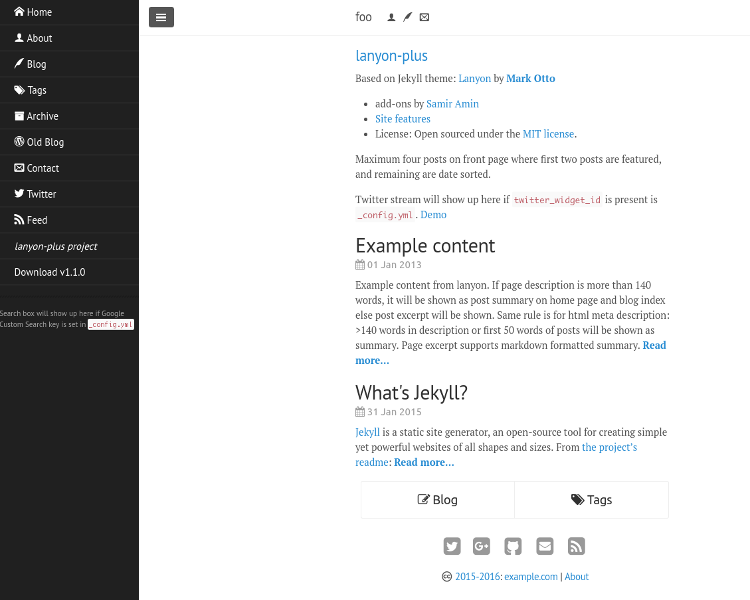 Home
About
Blog
Tags
Archive
Old Blog
Contact
Twitter
Feed
lanyon-plus project
Download v1.1.0
Search box will show up here if Google
Custom Search key is set in _config.yml
foo
lanyon-plus
Based on Jekyll theme: Lanyon by Mark Otto
add-ons by Samir Amin
Site features
License: Open sourced under the MIT license.
Maximum four posts on front page where first two posts are featured,
and remaining are date sorted.
Twitter stream will show up here if twitter_widget_id is present is
_config.yml. Demo
Example content
01 Jan 2013
Example content from lanyon. If page description is more than 140
words, it will be shown as post summary on home page and blog index
else post excerpt will be shown. Same rule is for html meta description:
>140 words in description or first 50 words of posts will be shown as
summary. Page excerpt supports markdown formatted summary. Read
more...
What's Jekyll?
31 Jan 2015
Jekyll is a static site generator, an open-source tool for creating simple
yet powerful websites of all shapes and sizes. From the project's
readme: Read more...
Blog
Tags
2015-2016: example.com | About